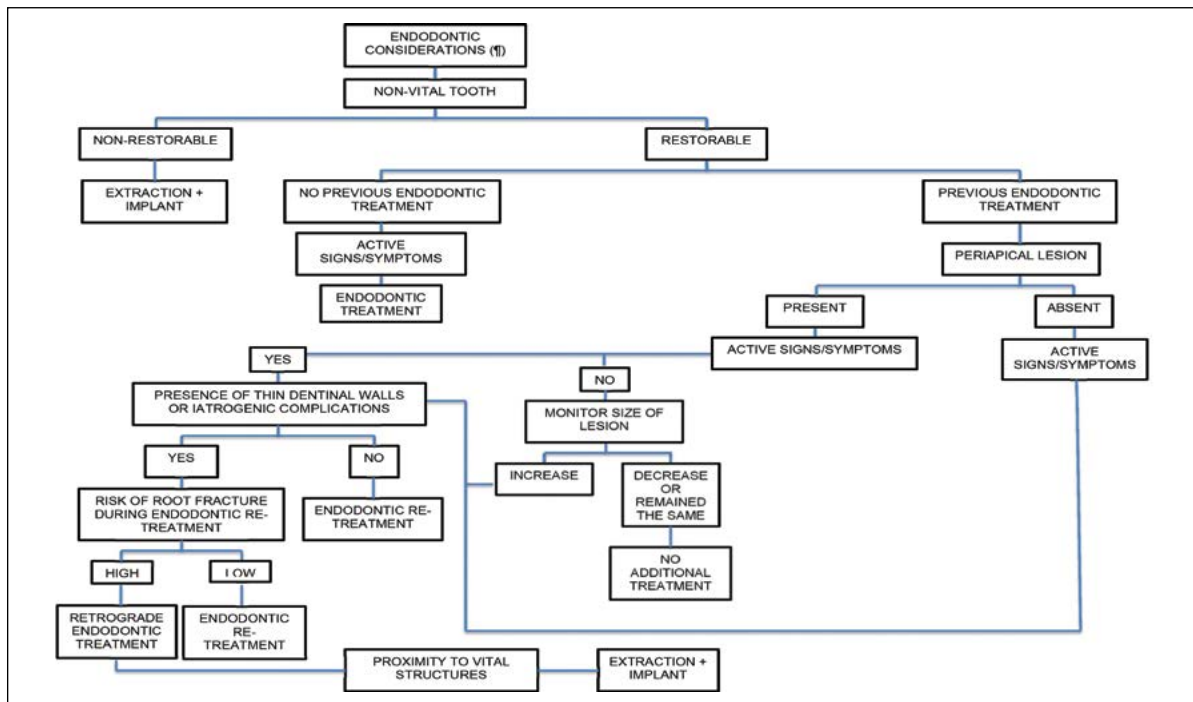 ENDODONTIC
CONSIDERATIONS (¶)
NON-VITAL TOOTH
NON-RESTORABLE
RESTORABLE
EXTRACTION +
IMPLANT
NO PREVIOUS ENDODONTIC
TREATMENT
PREVIOUS ENDODONTIC
TREATMENT
ACTIVE
SIGNS/SYMPTOMS
PERIAPICAL LESION
ENDODONTIC
TREATMENT
PRESENT
ABSENT
ACTIVE SIGNS/SYMPTOMS
ACTIVE
SIGNS/SYMPTOMS
YES
NO
PRESENCE OF THIN DENTINAL WALLS
OR IATROGENIC COMPLICATIONS
MONITOR SIZE OF
LESION
YES
NO
INCREASE
DECREASE
OR
REMAINED
THE SAME
RISK OF ROOT FRACTURE
DURING ENDODONTIC RE-
TREATMENT
ENDODONTIC RE-
TREATMENT
NO
ADDITIONAL
TREATMENT
HIGH
LOW
RETROGRADE
ENDODONTIC
TREATMENT
ENDODONTIC
RE-
TREATMENT
PROXIMITY TO VITAL
STRUCTURES
EXTRACTION +
IMPLANT